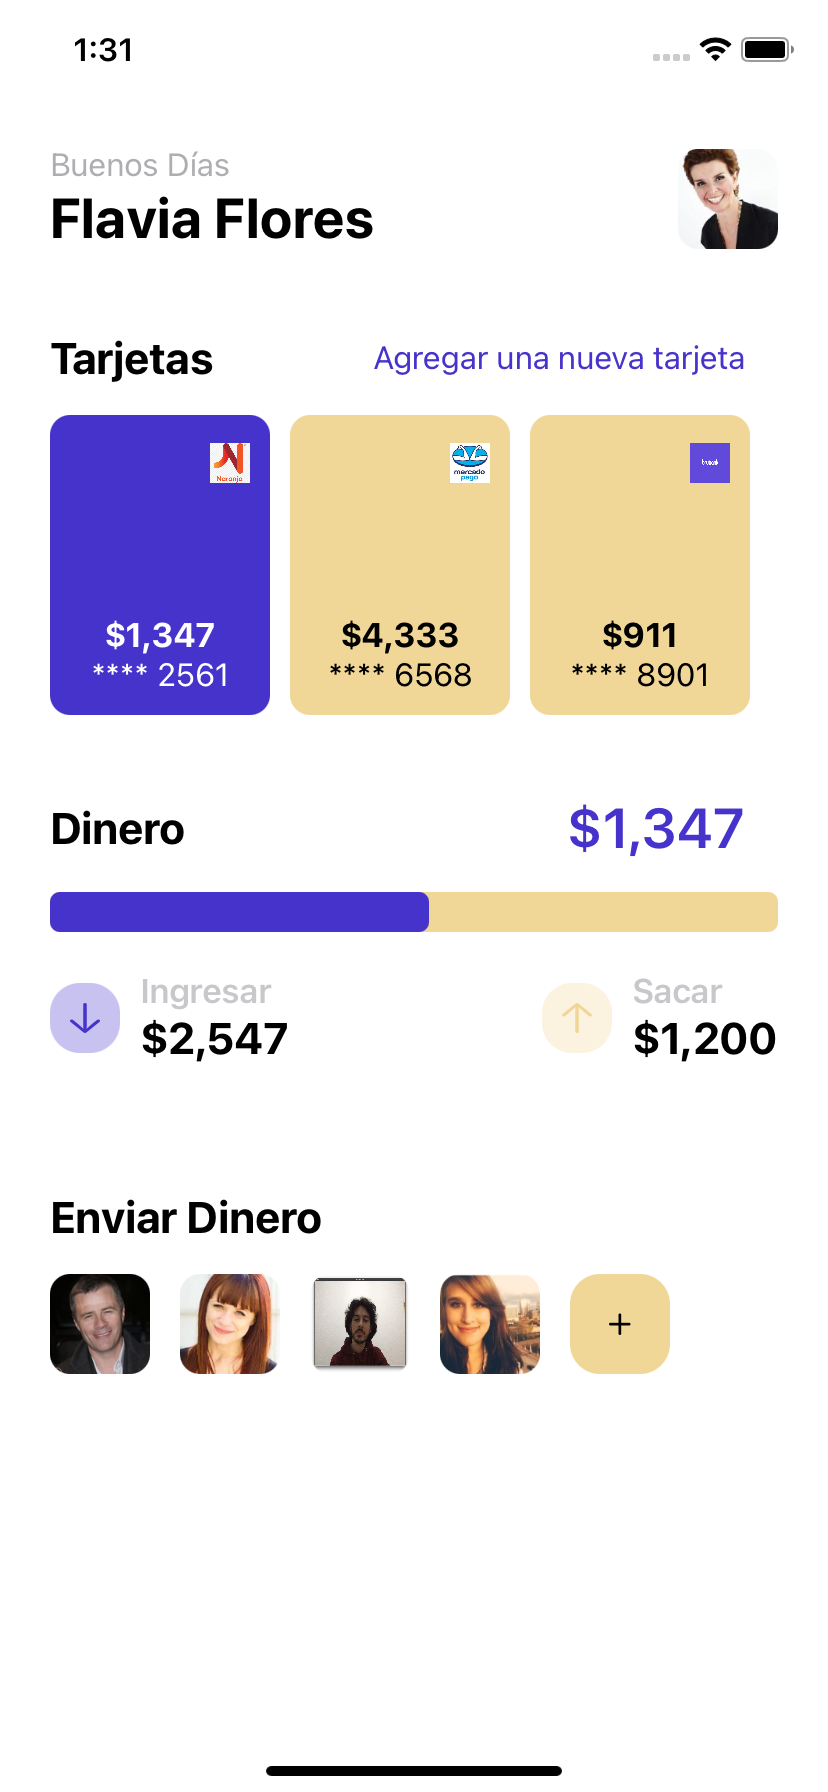 1:31
Buenos Días
Flavia Flores
Tarjetas
Agregar una nueva tarjeta
Naranja
mercado
pago
$1,347
**** 2561
$4,333
**** 6568
$911
**** 8901
Dinero
$1,347
Ingresar
$2,547
Sacar
$1,200
Enviar Dinero
+